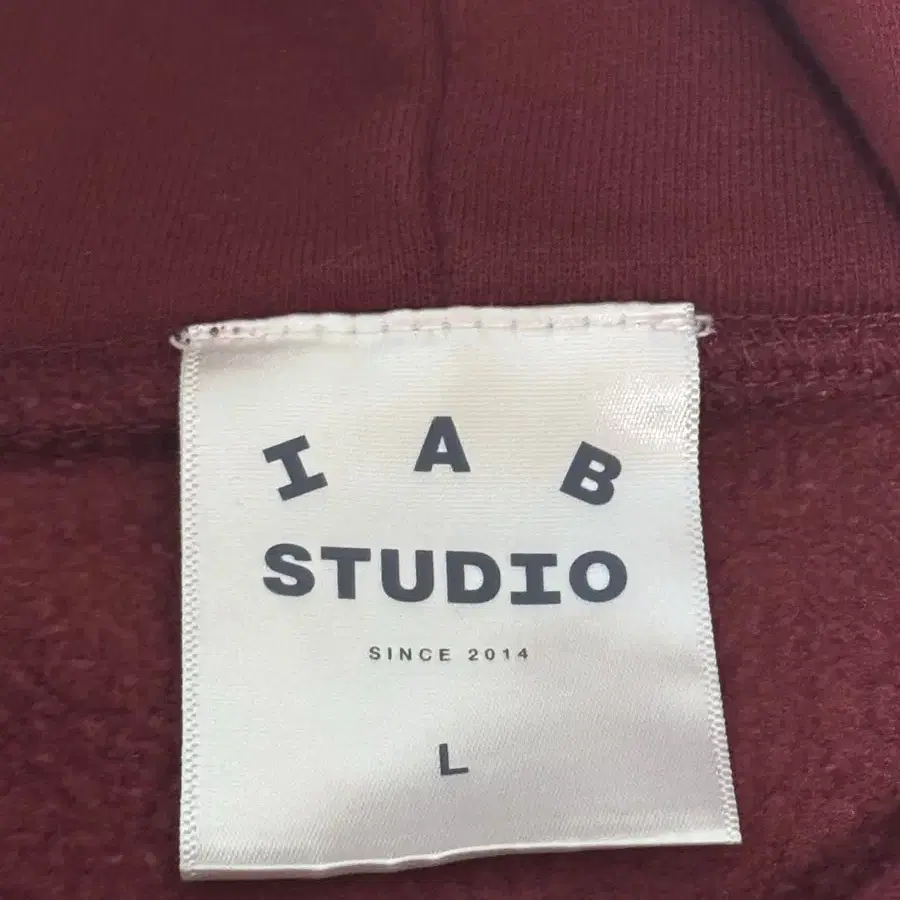 I A B
STUDIO
SINCE 2014
L